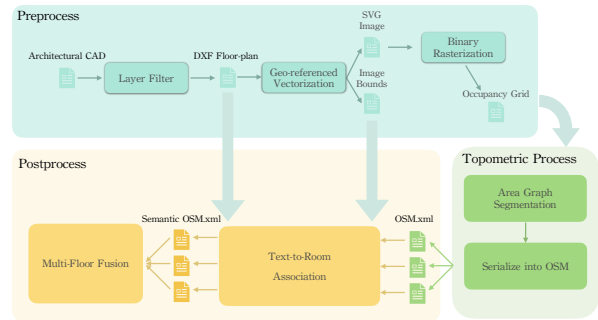 Preprocess
SVG
Image
Architectural CAD
DXF Floor-plan
Layer Filter
Geo-referenced
Vectorization
Image
Bounds
Binary
Rasterization
Occupancy Grid
Postprocess
Topometric Process
Semantic OSM.xml
OSM.xml
Multi-Floor Fusion
Text-to-Room
Association
Area Graph
Segmentation
Serialize into OSM